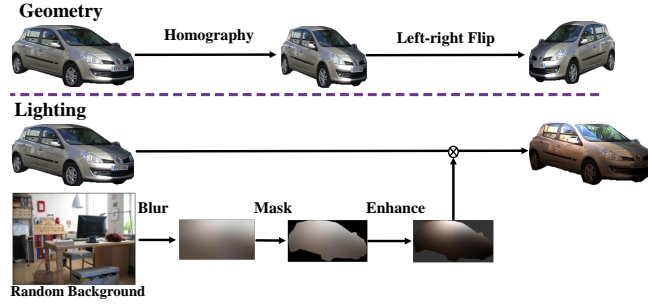 Geometry
Homography
Left-right Flip
Lighting
Blur
Mask
Enhance
Random Background